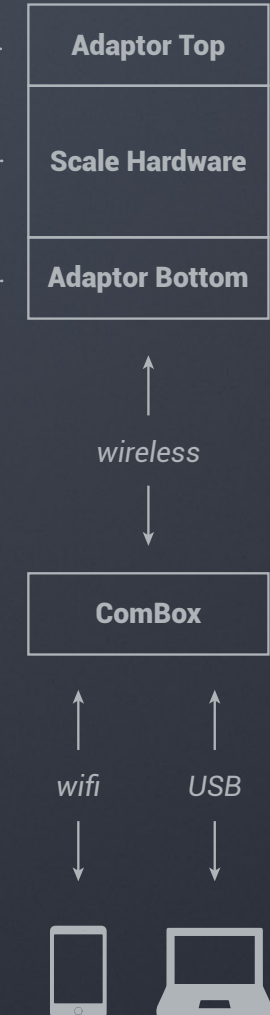 Adaptor Top
Scale Hardware
Adaptor Bottom
wireless
ComBox
wifi USB